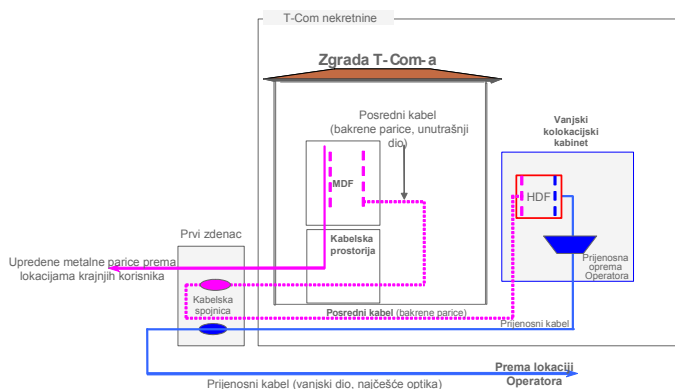 T-Com nekretnine
Zgrada T-Com-a
Posredni kabel
(bakrene parice, unutrašnji
dio)
Vanjski
kolokacijski
kabinet
MDF
HDF
Prvi zdenac
Kabelska
prostorija
Upredene metalne parice prema
lokacijama krajnjih korisnika
Prijenosna
oprema
Operatora
Kabelska
spojnica
Posredni kabel (bakrene parice)
Prijenosni kabel
Prema lokaciji
Operatora
Prijenosni kabel (vanjski dio, najčešće optika)